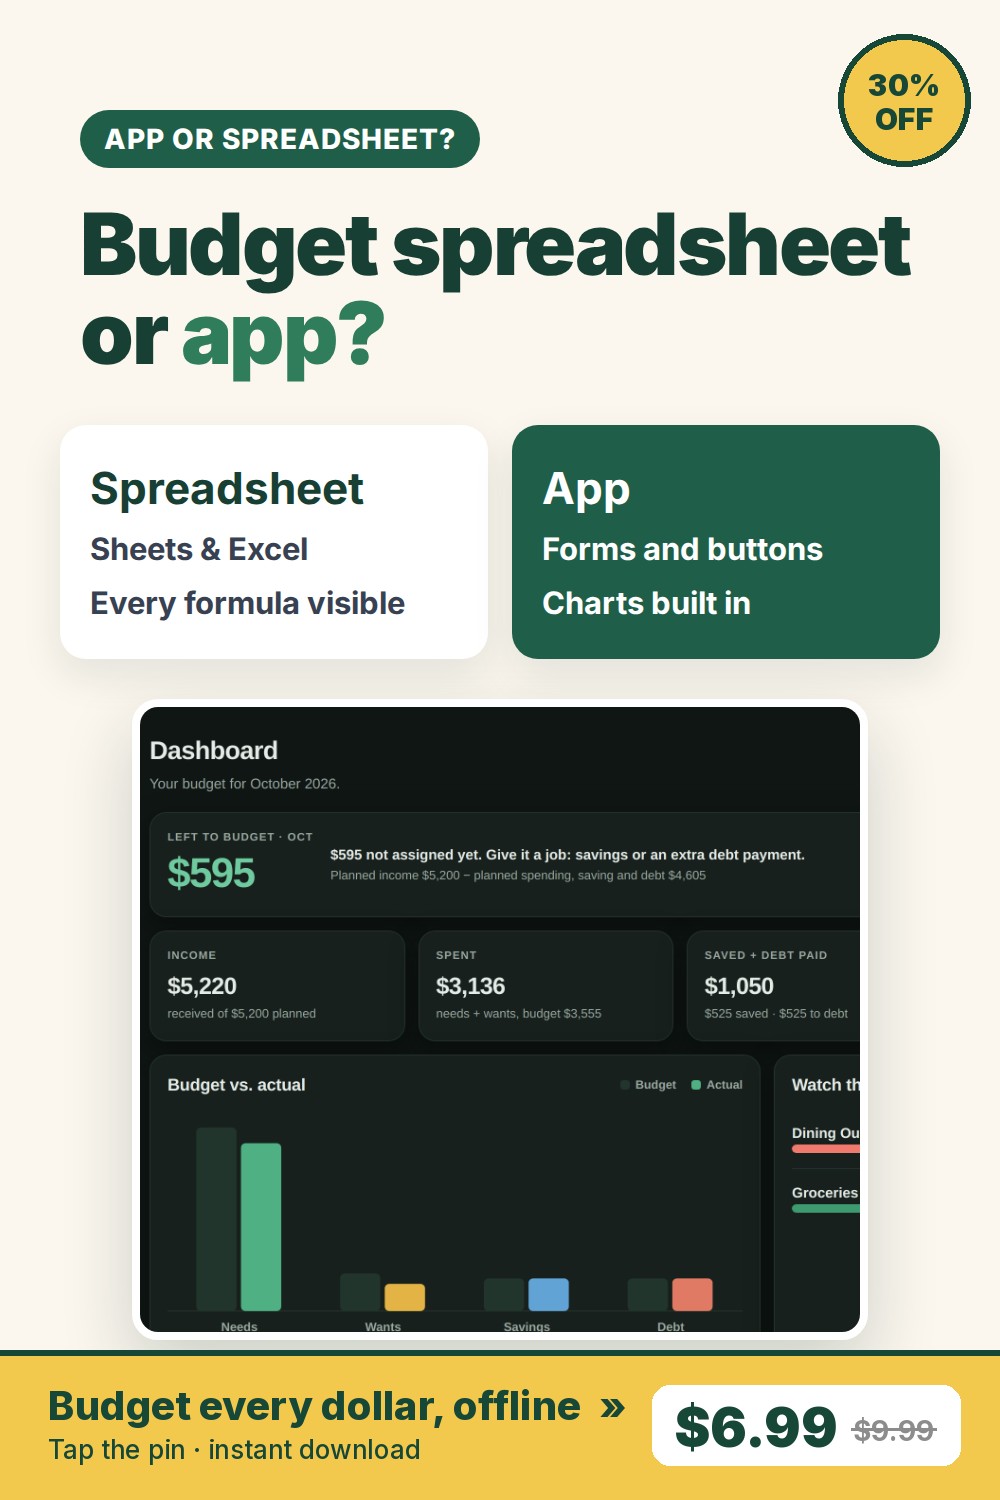 30%
OFF
APP OR SPREADSHEET?
Budget spreadsheet
or app?
Spreadsheet
Sheets & Excel
Every formula visible
App
Forms and buttons
Charts built in
Dashboard
Your budget for October 2026.
LEFT TO BUDGET · OCT
$595
$595 not assigned yet. Give it a job: savings or an extra debt payment.
Planned income $5,200 − planned spending, saving and debt $4,605
INCOME
$5,220
received of $5,200 planned
SPENT
$3,136
needs + wants, budget $3,555
SAVED + DEBT PAID
$1,050
$525 saved · $525 to debt
Budget vs. actual
Budget
Actual
Needs
Wants
Savings
Debt
Watch th
Dining Ou
Groceries
Budget every dollar, offline »
Tap the pin · instant download
$6.99 $9.99